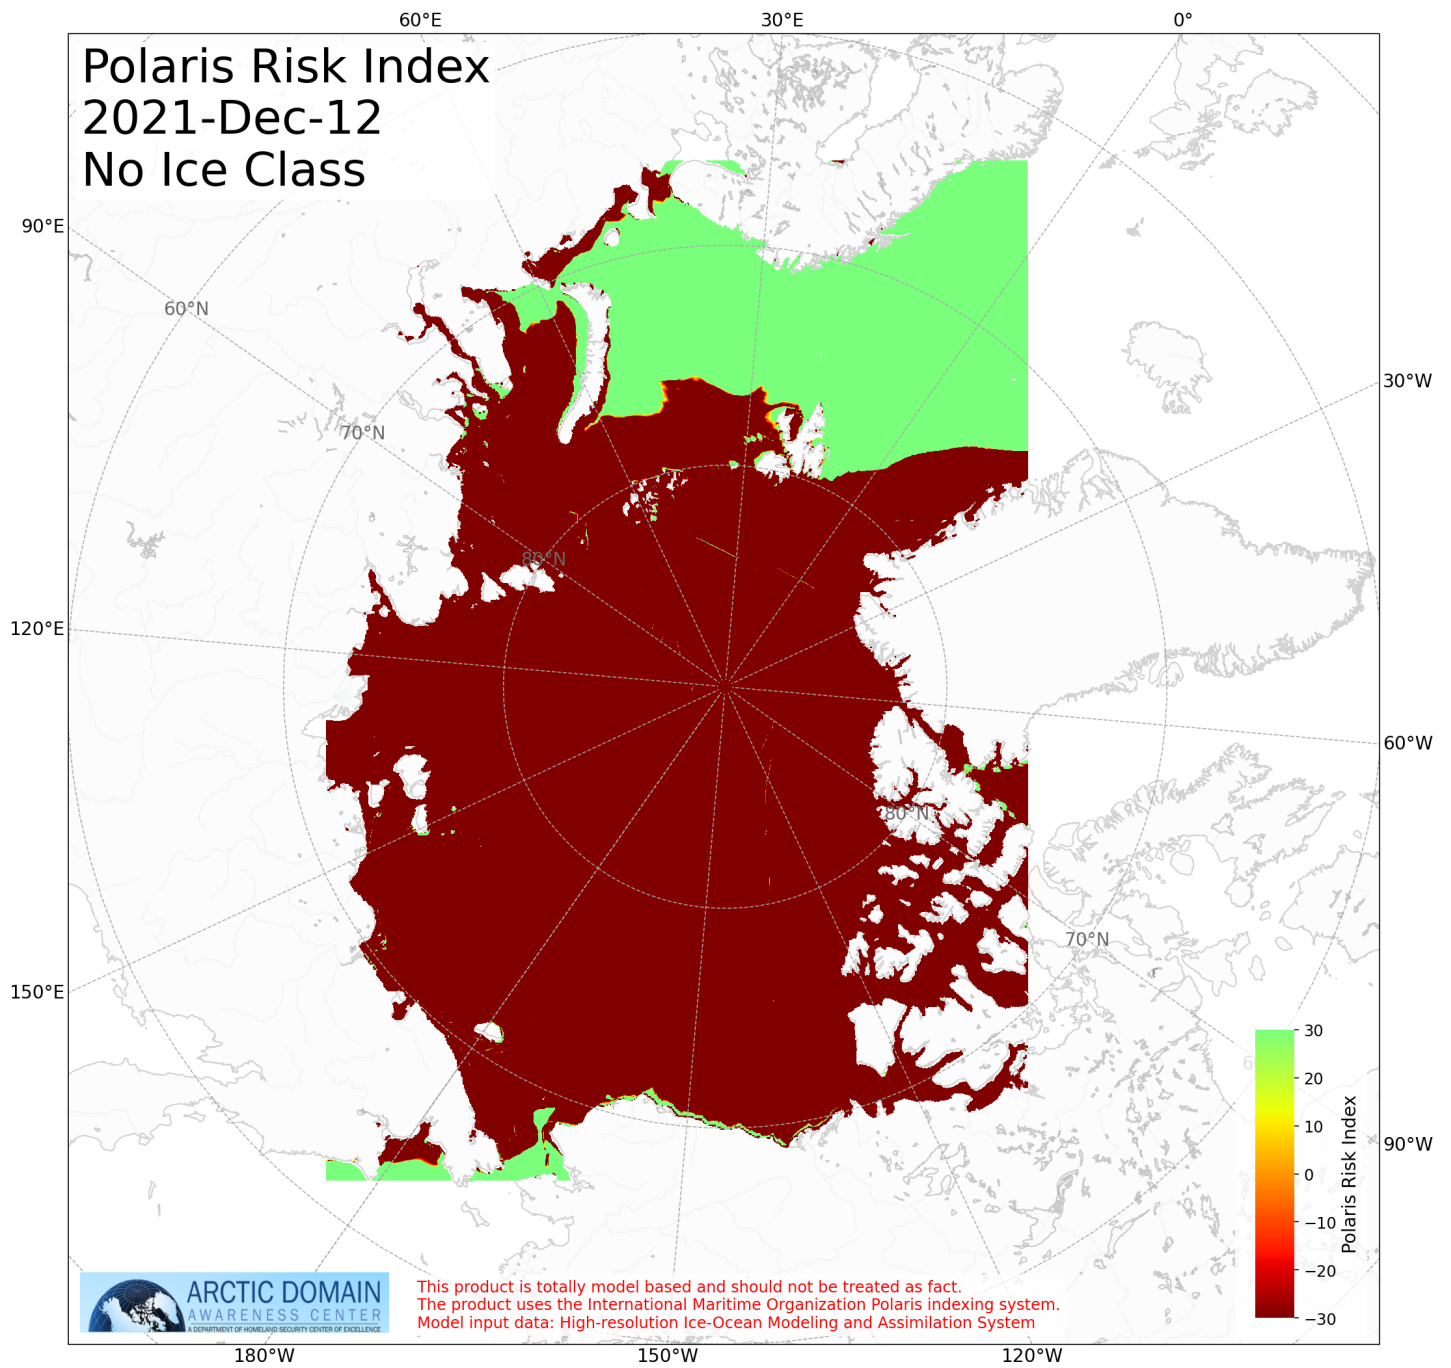 60°E 30°E 0°
Polaris Risk Index
2021-Dec-12
No Ice Class
90°E
60°N
30°W
70°N
80°N
120°E
60°W
80°N
70°N
150°E
30
20
10
0
−10
−20
−30
Polaris Risk Index
90°W
ARCTIC DOMAIN
AWARENESS CENTER
A DEPARTMENT OF HOMELAND SECURITY CENTER OF EXCELLENCE
This product is totally model based and should not be treated as fact.
The product uses the International Maritime Organization Polaris indexing system.
Model input data: High-resolution Ice-Ocean Modeling and Assimilation System
180°W 150°W 120°W